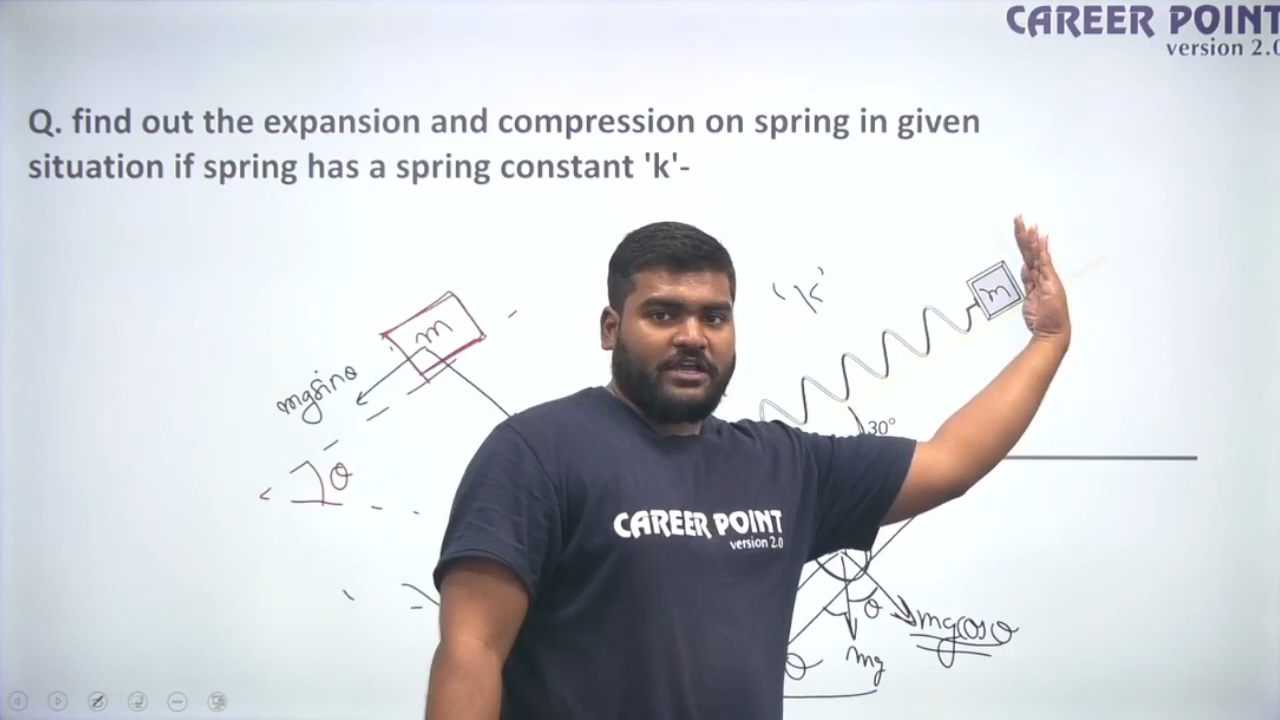 CAREER POINT
version 2.0
Q. find out the expansion and compression on spring in given
situation if spring has a spring constant 'k'-
'k'
m
m
mgsinθ
30°
θ
CAREER POINT
version 2.0
θ
mgcosθ
θ
mg